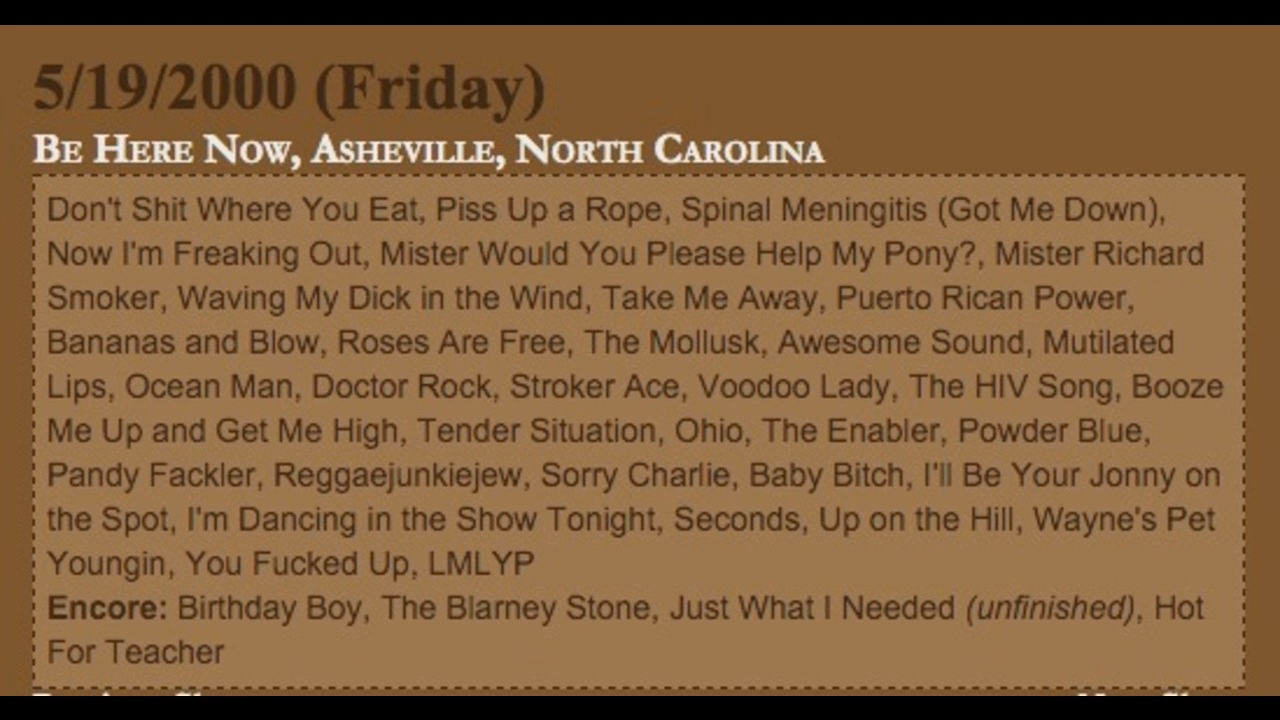 5/19/2000 (Friday)
Be Here Now, Asheville, North Carolina
Don't Shit Where You Eat, Piss Up a Rope, Spinal Meningitis (Got Me Down),
Now I'm Freaking Out, Mister Would You Please Help My Pony?, Mister Richard
Smoker, Waving My Dick in the Wind, Take Me Away, Puerto Rican Power,
Bananas and Blow, Roses Are Free, The Mollusk, Awesome Sound, Mutilated
Lips, Ocean Man, Doctor Rock, Stroker Ace, Voodoo Lady, The HIV Song, Booze
Me Up and Get Me High, Tender Situation, Ohio, The Enabler, Powder Blue,
Pandy Fackler, Reggaejunkiejew, Sorry Charlie, Baby Bitch, I'll Be Your Jonny on
the Spot, I'm Dancing in the Show Tonight, Seconds, Up on the Hill, Wayne's Pet
Youngin, You Fucked Up, LMLYP
Encore: Birthday Boy, The Blarney Stone, Just What I Needed (unfinished), Hot
For Teacher